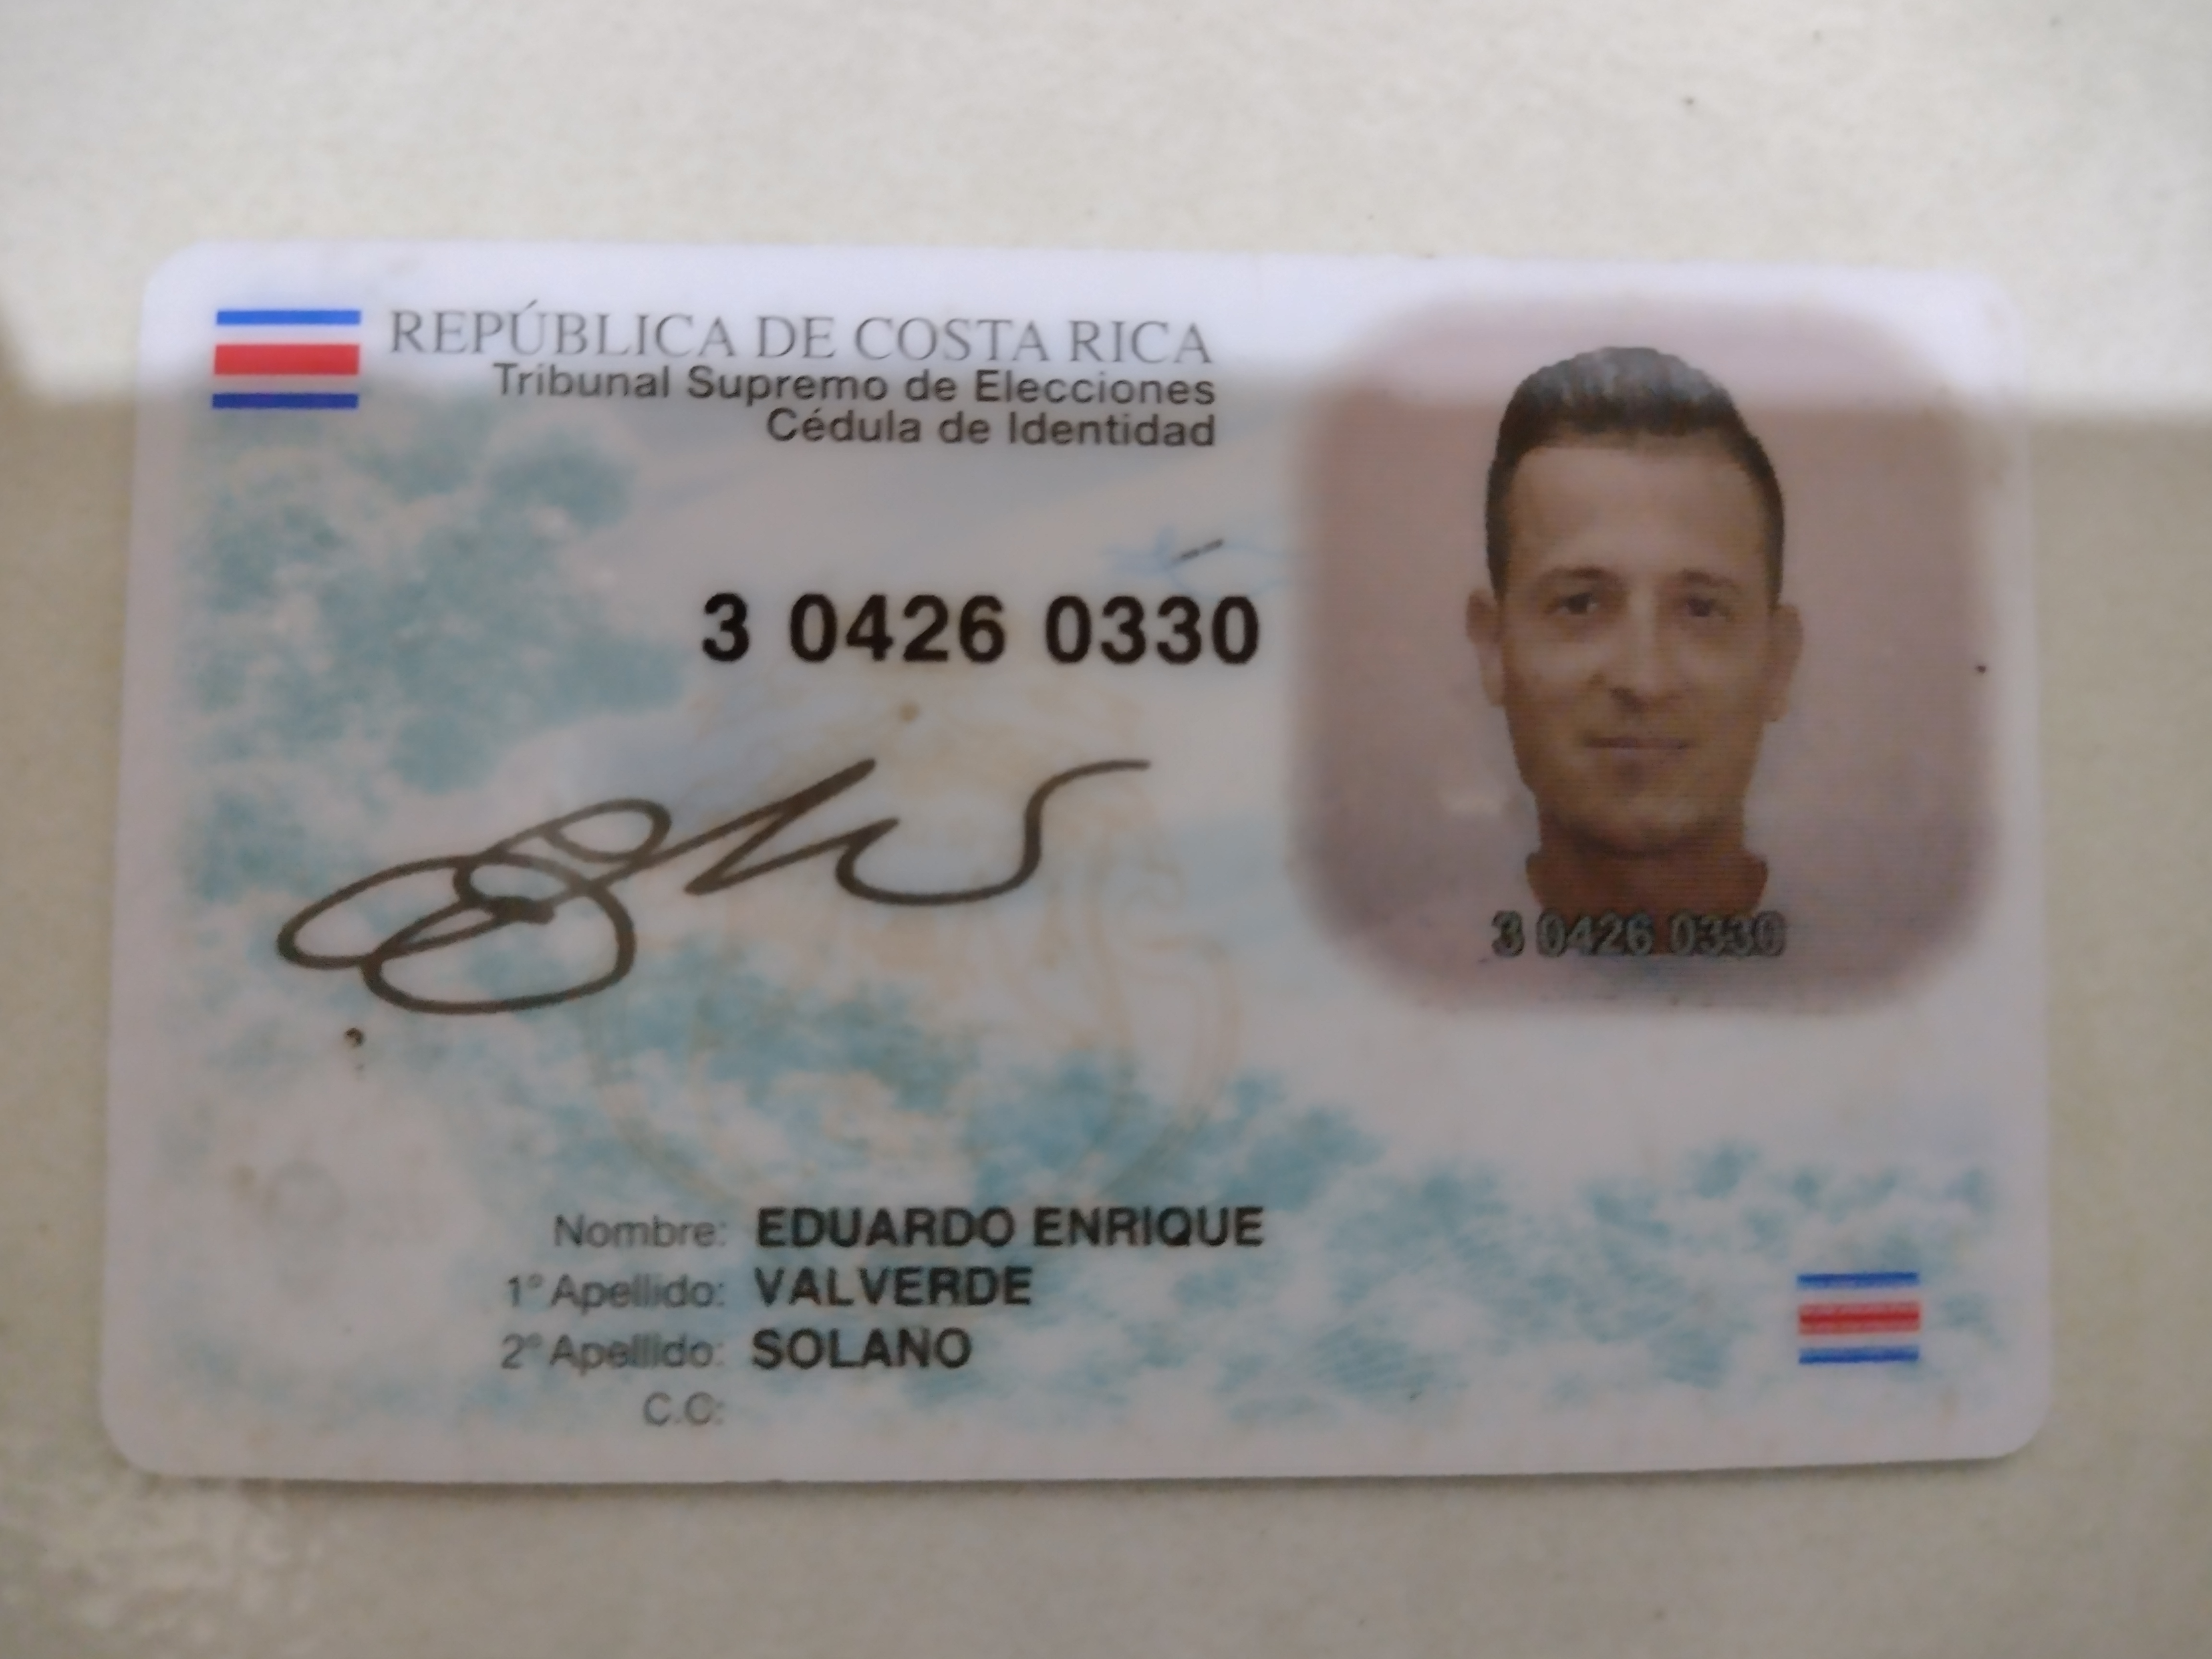 REPÚBLICA DE COSTA RICA
Tribunal Supremo de Elecciones
Cédula de Identidad
3 0426 0330
3 0426 0330
Nombre: EDUARDO ENRIQUE
1° Apellido: VALVERDE
2° Apellido: SOLANO
C.C: